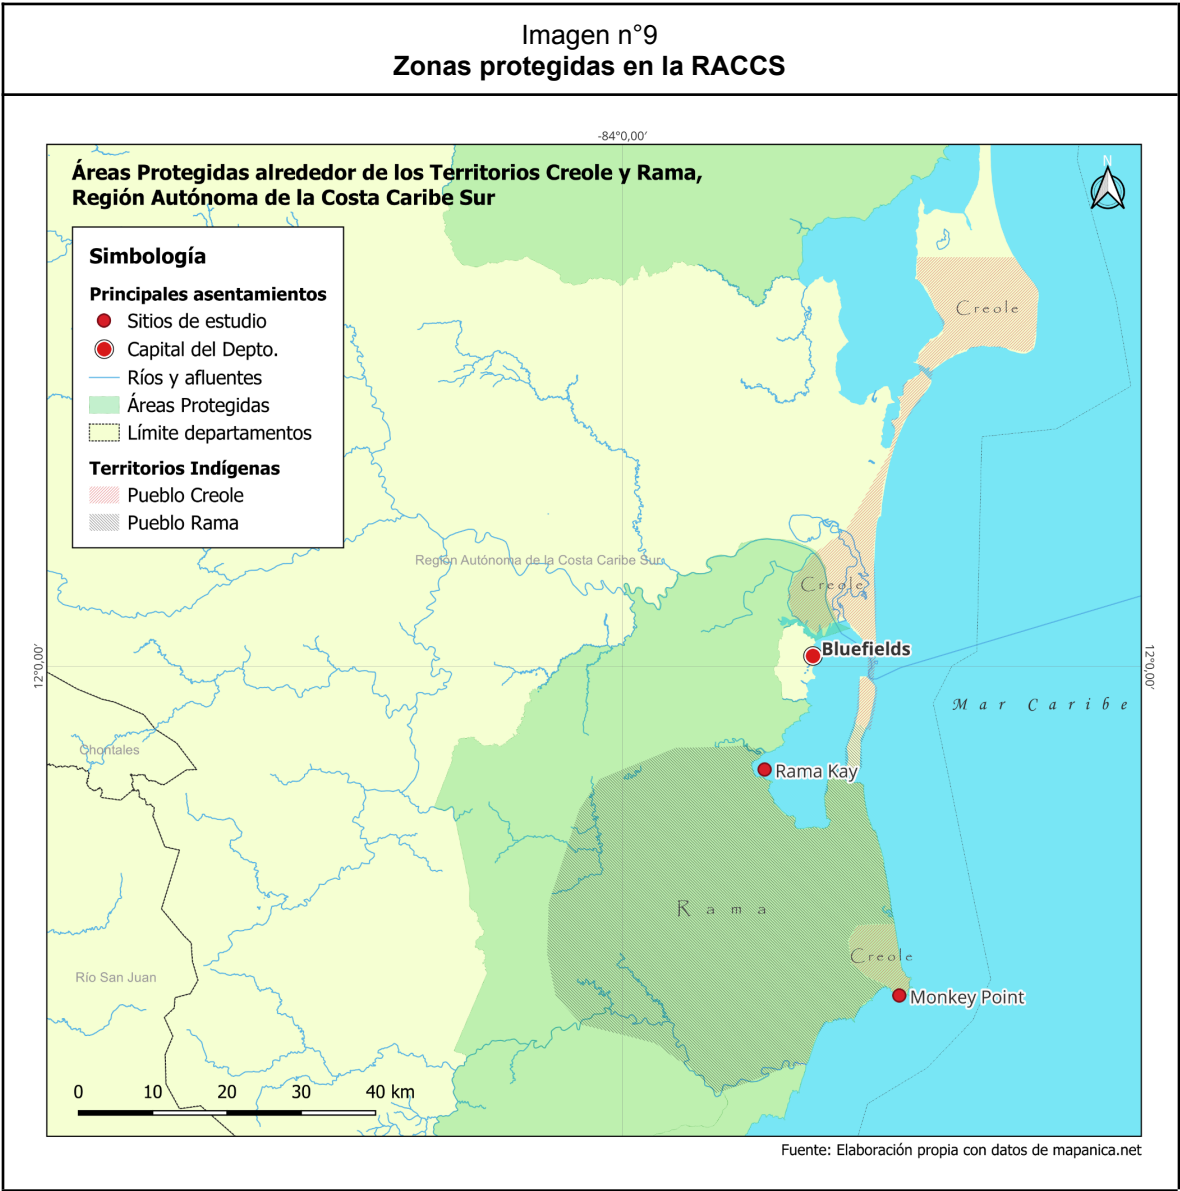 Imagen n°9
Zonas protegidas en la RACCS
-84°0,00′
Áreas Protegidas alrededor de los Territorios Creole y Rama,
Región Autónoma de la Costa Caribe Sur
N
Simbología
Principales asentamientos
Sitios de estudio
Capital del Depto.
Ríos y afluentes
Áreas Protegidas
Límite departamentos
Territorios Indígenas
Pueblo Creole
Pueblo Rama
Creole
Región Autónoma de la Costa Caribe Sur
Creole
Bluefields
12°0,00′
12°0,00′
Mar Caribe
Chontales
Rama Kay
Rama
Creole
Río San Juan
Monkey Point
0 10 20 30 40 km
Fuente: Elaboración propia con datos de mapanica.net